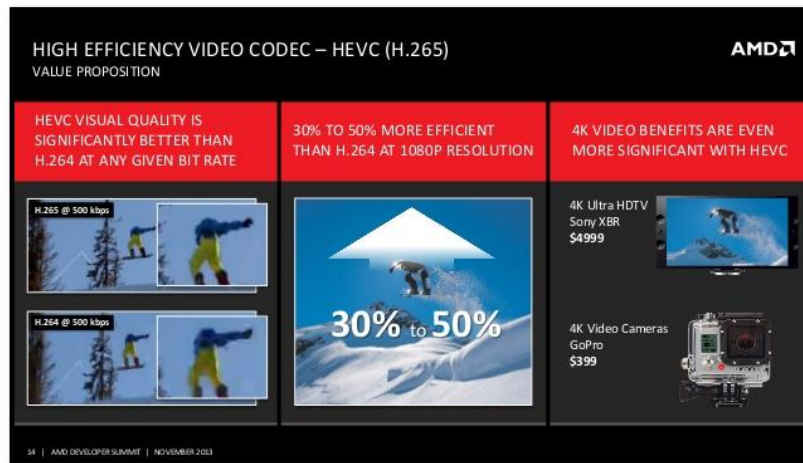 HIGH EFFICIENCY VIDEO CODEC – HEVC (H.265)
VALUE PROPOSITION
AMD
HEVC VISUAL QUALITY IS
SIGNIFICANTLY BETTER THAN
H.264 AT ANY GIVEN BIT RATE
30% TO 50% MORE EFFICIENT
THAN H.264 AT 1080P RESOLUTION
4K VIDEO BENEFITS ARE EVEN
MORE SIGNIFICANT WITH HEVC
H.265 @ 500 kbps
H.264 @ 500 kbps
30% to 50%
4K Ultra HDTV
Sony XBR
$4999
4K Video Cameras
GoPro
$399
14 | AMD DEVELOPER SUMMIT | NOVEMBER 2013